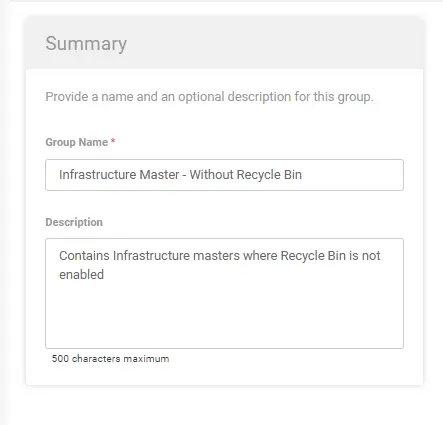 Summary
Provide a name and an optional description for this group.
Group Name *
Infrastructure Master - Without Recycle Bin
Description
Contains Infrastructure masters where Recycle Bin is not
enabled
500 characters maximum